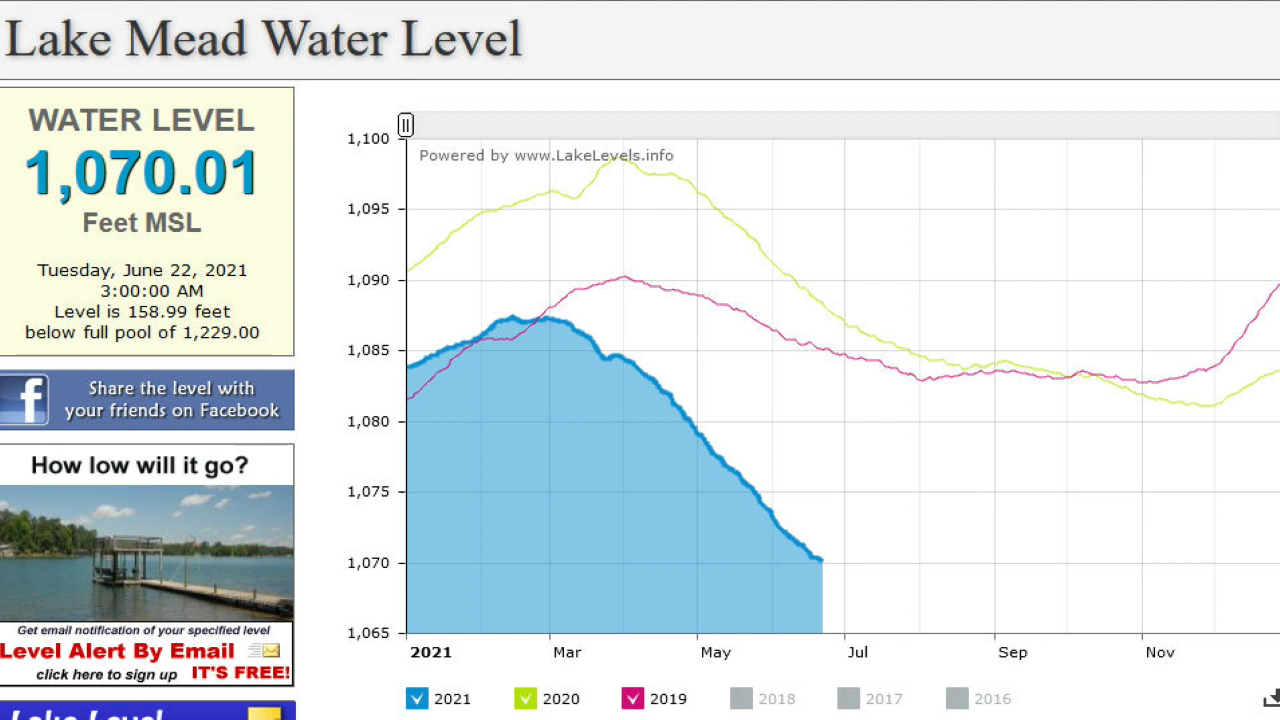 Lake Mead Water Level
WATER LEVEL
1,070.01
Feet MSL
Tuesday, June 22, 2021
3:00:00 AM
Level is 158.99 feet
below full pool of 1,229.00
f
Share the level with
your friends on Facebook
How low will it go?
Get email notification of your specified level
Level Alert By Email
click here to sign up IT'S FREE!
Lake Level
Powered by www.LakeLevels.info
1,100
1,095
1,090
1,085
1,080
1,075
1,070
1,065
2021 Mar May Jul Sep Nov
2021 2020 2019 2018 2017 2016